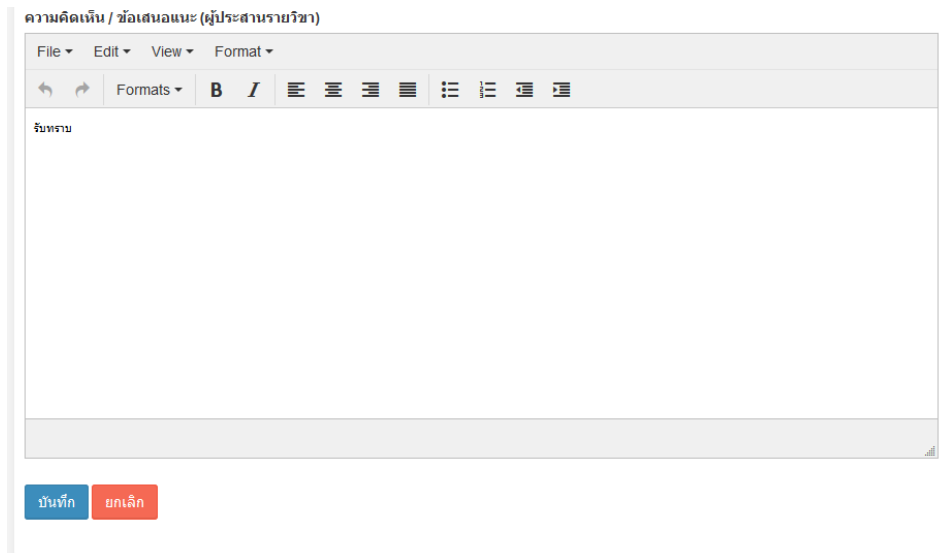 ความคิดเห็น / ข้อเสนอแนะ (ผู้ประสานรายวิขา)
File Edit View Format
Formats B I
รับทราบ
บันทึก ยกเลิก